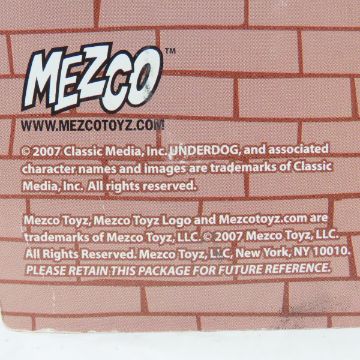 MEZCO™
WWW.MEZCOTOYZ.COM
© 2007 Classic Media, Inc. UNDERDOG, and associated
character names and images are trademarks of Classic
Media, Inc. All rights reserved.
Mezco Toyz, Mezco Toyz Logo and Mezcotoyz.com are
trademarks of Mezco Toyz, LLC. © 2007 Mezco Toyz, LLC.
All Rights Reserved. Mezco Toyz, LLC, New York, NY 10010.
PLEASE RETAIN THIS PACKAGE FOR FUTURE REFERENCE.